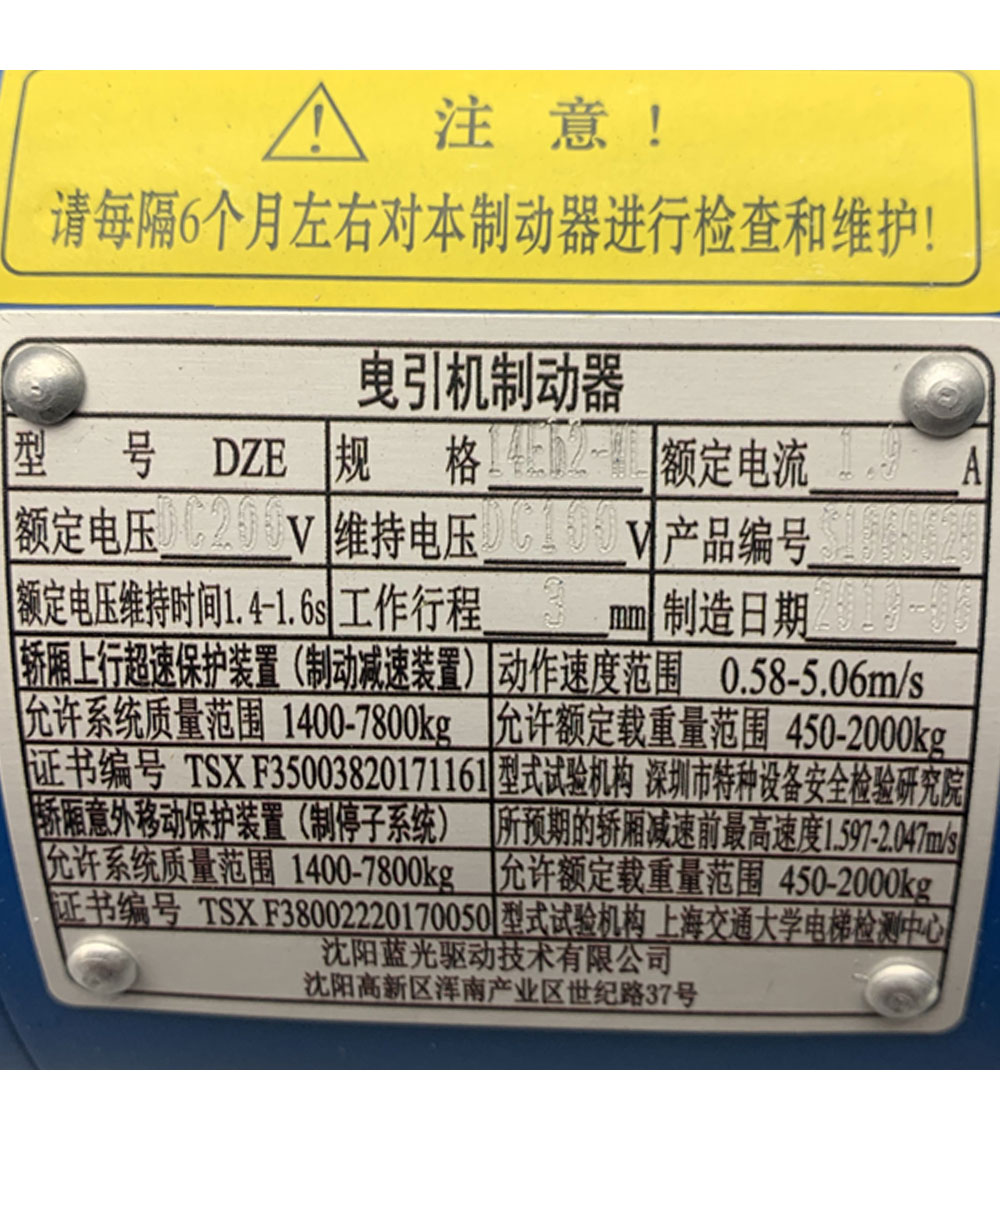 注 意 !
请每隔6个月左右对本制动器进行检查和维护!
曳引机制动器
型 号 DZE 规 格 额定电流 1.9 A
额定电压 DC200 V 维持电压 DC100 V 产品编号
额定电压维持时间1.4-1.6s 工作行程 3 mm 制造日期 2019-06
轿厢上行超速保护装置(制动减速装置) 动作速度范围 0.58-5.06m/s
允许系统质量范围 1400-7800kg 允许额定载重量范围 450-2000kg
证书编号 TSX F35003820171161 型式试验机构 深圳市特种设备安全检验研究院
轿厢意外移动保护装置(制停子系统) 所预期的轿厢减速前最高速度1.597-2.047m/s
允许系统质量范围 1400-7800kg 允许额定载重量范围 450-2000kg
证书编号 TSX F38002220170050 型式试验机构 上海交通大学电梯检测中心
沈阳蓝光驱动技术有限公司
沈阳高新区浑南产业区世纪路37号